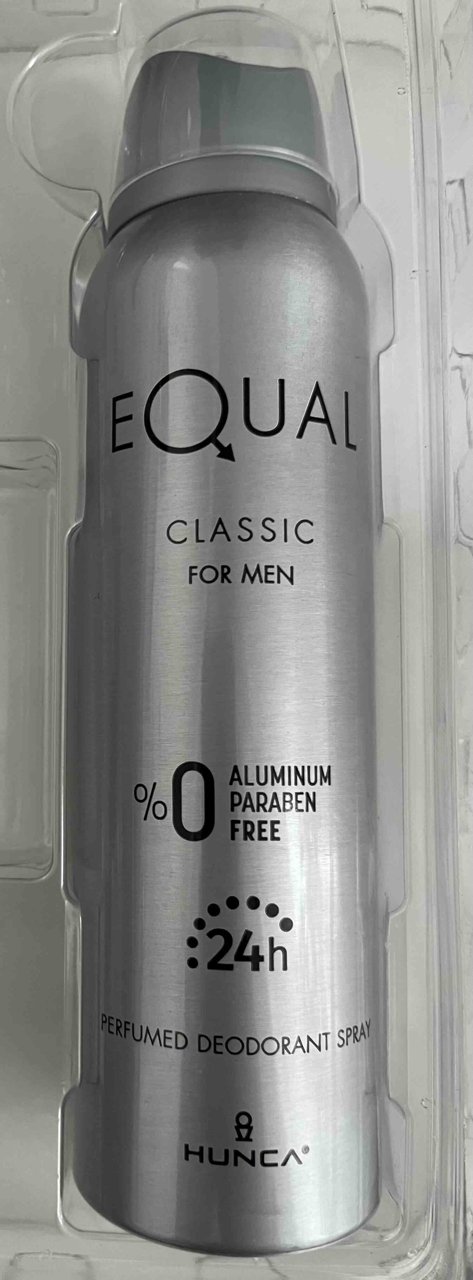 EQUAL
CLASSIC
FOR MEN
%0 ALUMINUM
PARABEN
FREE
24h
PERFUMED DEODORANT SPRAY
HUNCA®